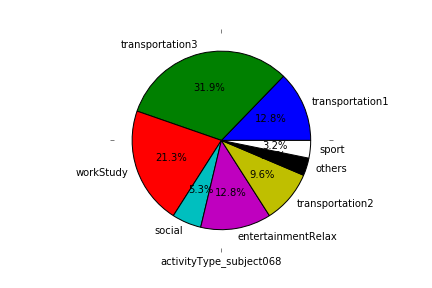 transportation3
31.9%
transportation1
12.8%
3.2%
sport
others
21.3%
workStudy
9.6%
5.3%
12.8%
transportation2
social
entertainmentRelax
activityType_subject068